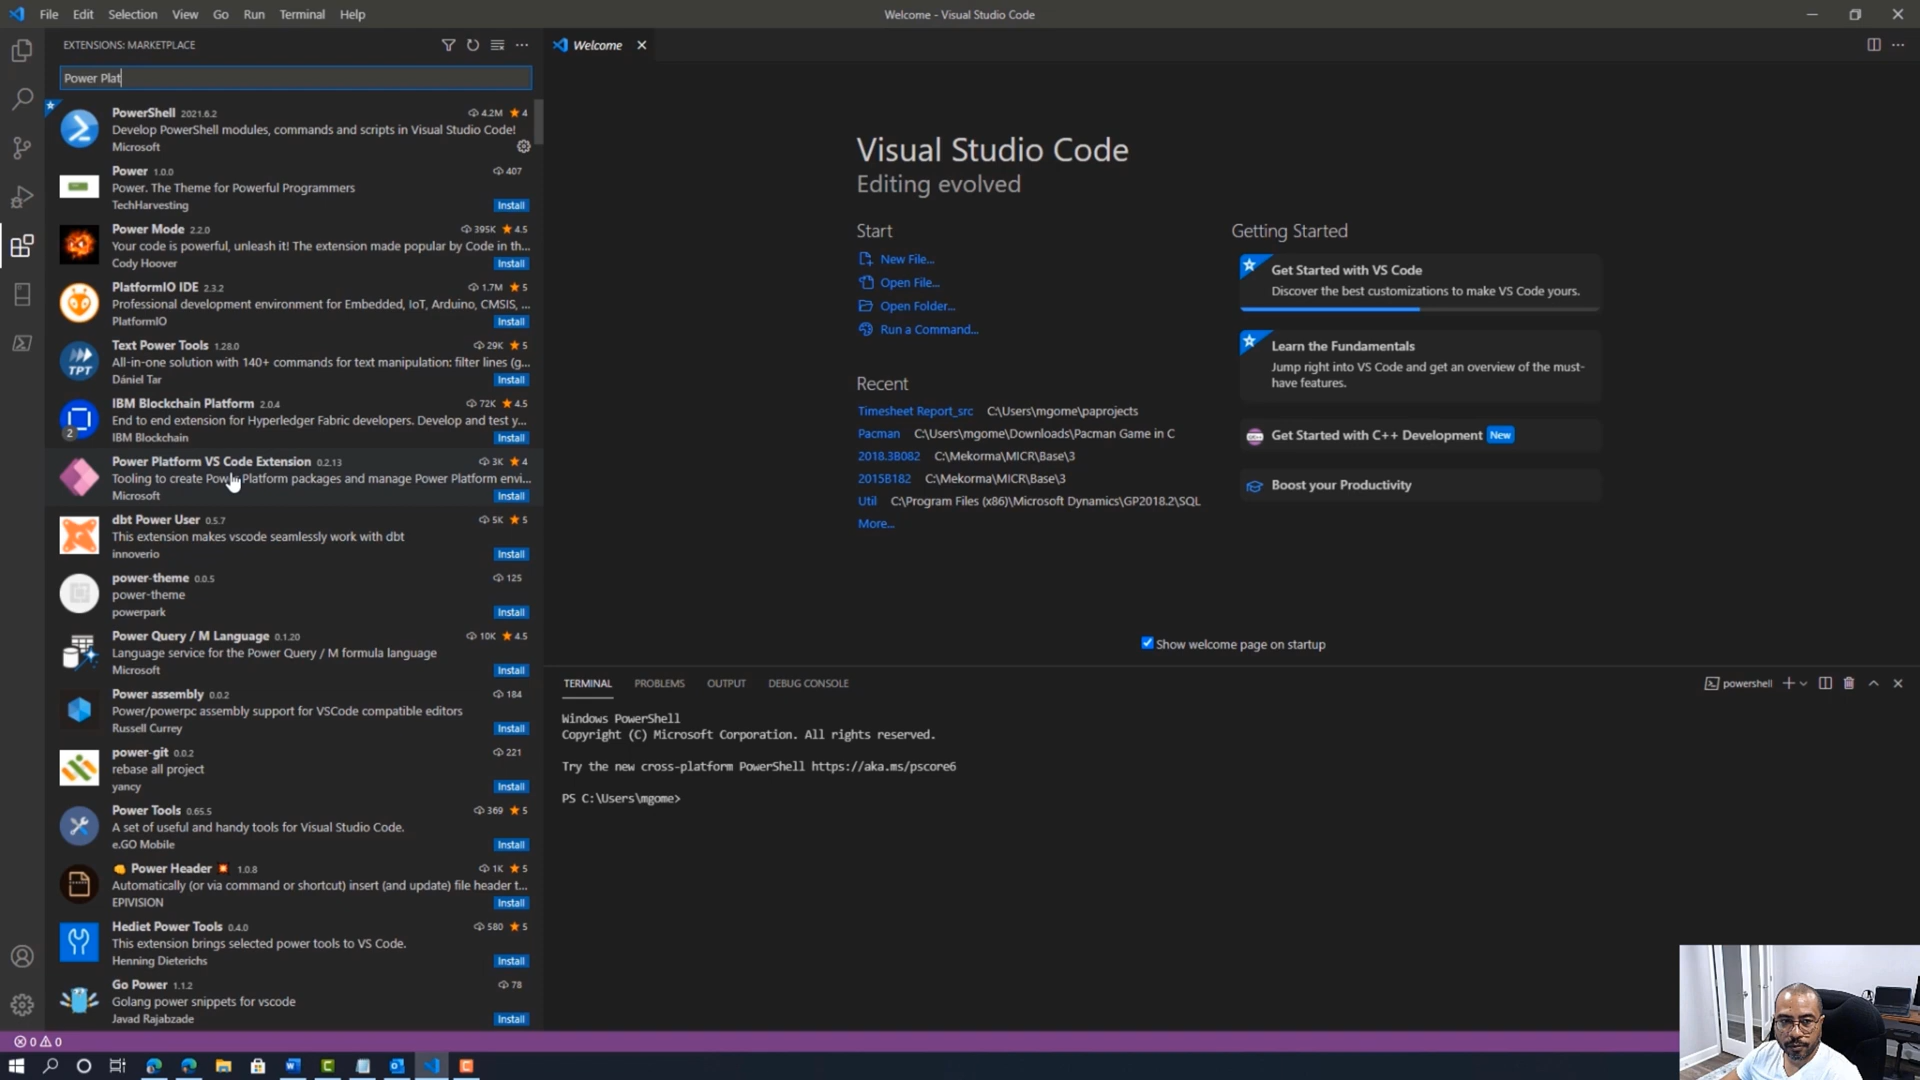 File Edit Selection View Go Run Terminal Help
Welcome - Visual Studio Code
EXTENSIONS: MARKETPLACE
Power Plat
PowerShell 2021.6.2 4.2M 4
Develop PowerShell modules, commands and scripts in Visual Studio Code!
Microsoft
Power 1.0.0 407
Power. The Theme for Powerful Programmers
TechHarvesting Install
Power Mode 2.2.0 395K 4.5
Your code is powerful, unleash it! The extension made popular by Code in th...
Cody Hoover Install
PlatformIO IDE 2.3.2 1.7M 5
Professional development environment for Embedded, IoT, Arduino, CMSIS, ...
PlatformIO Install
TPT
Text Power Tools 1.28.0 29K 5
All-in-one solution with 140+ commands for text manipulation: filter lines (g...
Dániel Tar Install
2
IBM Blockchain Platform 2.0.4 72K 4.5
End to end extension for Hyperledger Fabric developers. Develop and test y...
IBM Blockchain Install
Power Platform VS Code Extension 0.2.13 3K 4
Tooling to create Power Platform packages and manage Power Platform envi...
Microsoft Install
dbt Power User 0.5.7 5K 5
This extension makes vscode seamlessly work with dbt
innoverio Install
power-theme 0.0.5 125
power-theme
powerpark Install
Power Query / M Language 0.1.20 10K 4.5
Language service for the Power Query / M formula language
Microsoft Install
Power assembly 0.0.2 184
Power/powerpc assembly support for VSCode compatible editors
Russell Currey Install
power-git 0.0.2 221
rebase all project
yancy Install
Power Tools 0.65.5 369 5
A set of useful and handy tools for Visual Studio Code.
e.GO Mobile Install
Power Header 1.0.8 1K 5
Automatically (or via command or shortcut) insert (and update) file header t...
EPIVISION Install
Hediet Power Tools 0.4.0 580 5
This extension brings selected power tools to VS Code.
Henning Dieterichs Install
Go Power 1.1.2 78
Golang power snippets for vscode
Javad Rajabzade Install
0 0
Welcome
Visual Studio Code
Editing evolved
Start
New File...
Open File...
Open Folder...
Run a Command...
Recent
Timesheet Report_src C:\Users\mgome\paprojects
Pacman C:\Users\mgome\Downloads\Pacman Game in C
2018.3B082 C:\Mekorma\MICR\Base\3
2015B182 C:\Mekorma\MICR\Base\3
Util C:\Program Files (x86)\Microsoft Dynamics\GP2018.2\SQL
More...
Getting Started
Get Started with VS Code
Discover the best customizations to make VS Code yours.
Learn the Fundamentals
Jump right into VS Code and get an overview of the must-
have features.
Get Started with C++ Development New
Boost your Productivity
Show welcome page on startup
TERMINAL PROBLEMS OUTPUT DEBUG CONSOLE
powershell
Windows PowerShell
Copyright (C) Microsoft Corporation. All rights reserved.
Try the new cross-platform PowerShell https://aka.ms/pscore6
PS C:\Users\mgome>